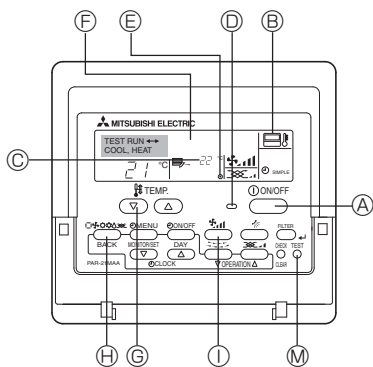 F E D B
MITSUBISHI ELECTRIC
TEST RUN
COOL, HEAT
C 21 °C 22 °C
SIMPLE
TEMP. ON/OFF
A
MENU ON/OFF FILTER
BACK MONITOR/SET DAY CHECK TEST
PAR-21MAA CLOCK OPERATION CLEAR
H G I M